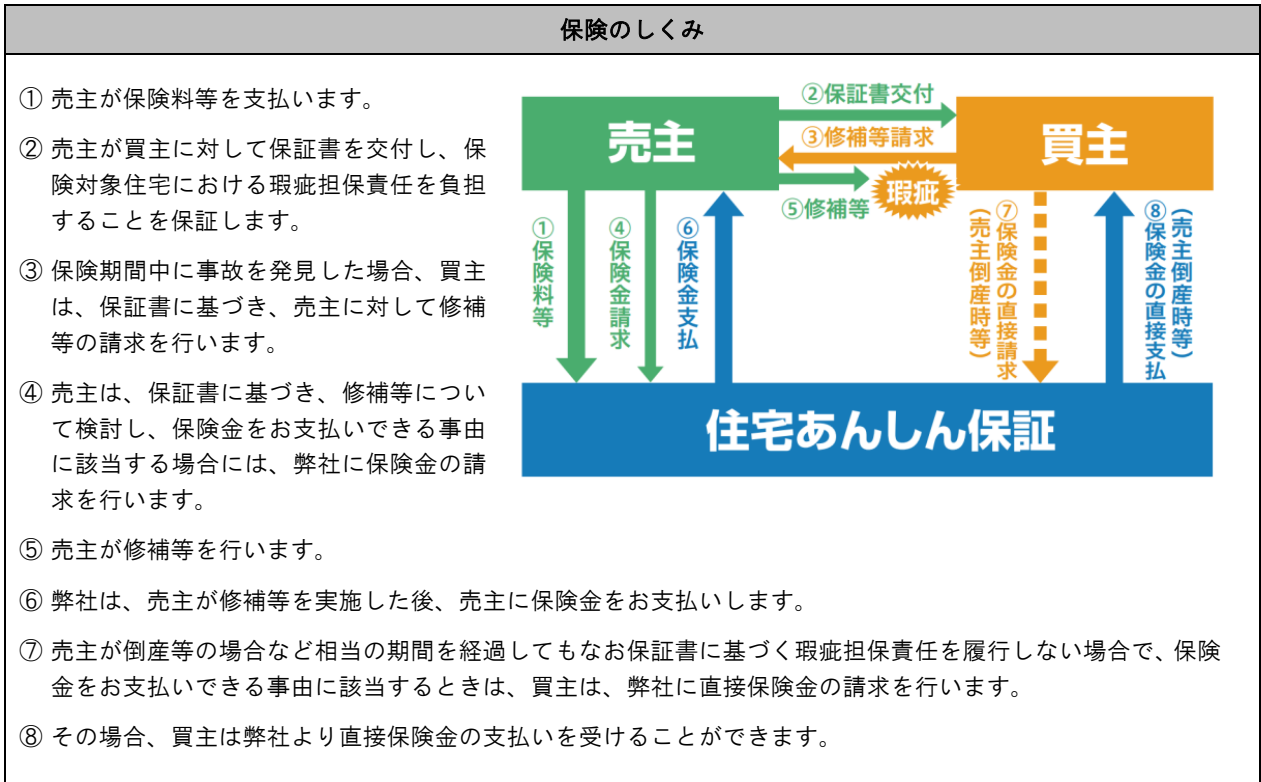 保険のしくみ
① 売主が保険料等を支払います。
② 売主が買主に対して保証書を交付し、保
険対象住宅における瑕疵担保責任を負担
することを保証します。
③ 保険期間中に事故を発見した場合、買主
は、保証書に基づき、売主に対して修補
等の請求を行います。
④ 売主は、保証書に基づき、修補等につい
て検討し、保険金をお支払いできる事由
に該当する場合には、弊社に保険金の請
求を行います。
⑤ 売主が修補等を行います。
⑥ 弊社は、売主が修補等を実施した後、売主に保険金をお支払いします。
⑦ 売主が倒産等の場合など相当の期間を経過してもなお保証書に基づく瑕疵担保責任を履行しない場合で、保険
金をお支払いできる事由に該当するときは、買主は、弊社に直接保険金の請求を行います。
⑧ その場合、買主は弊社より直接保険金の支払いを受けることができます。
売主
②保証書交付
③修補等請求
⑤修補等
瑕疵
買主
①保険料等
④保険金請求
⑥保険金支払
⑦保険金の直接請求
(売主倒産時等)
⑧保険金の直接支払
(売主倒産時等)
住宅あんしん保証